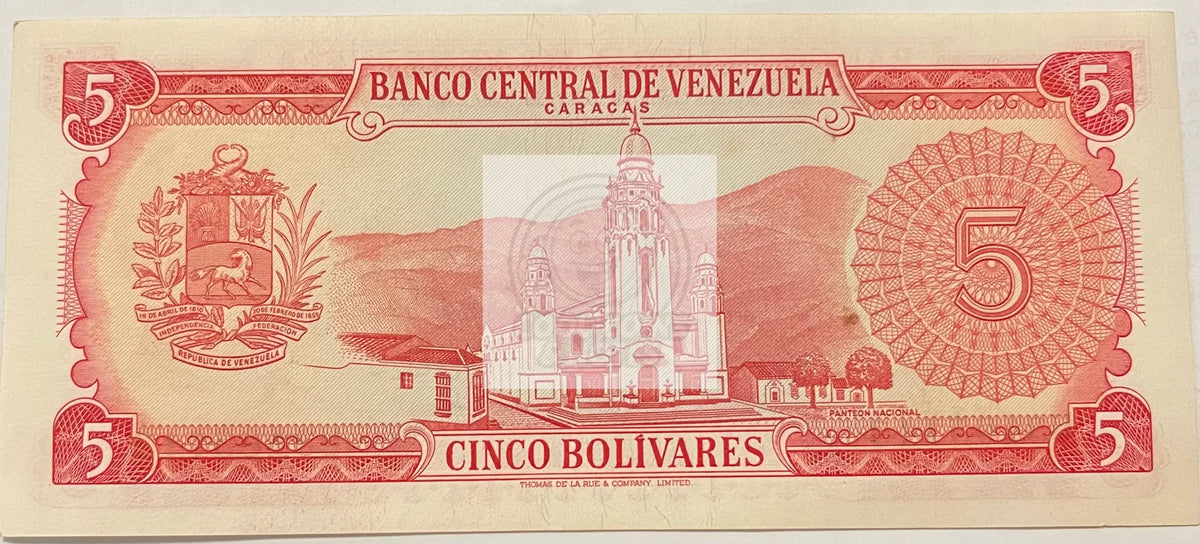 5
5
BANCO CENTRAL DE VENEZUELA
CARACAS
5
19 DE ABRIL DE 1810
20 DE FEBRERO DE 1859
INDEPENDENCIA
FEDERACIÓN
REPUBLICA DE VENEZUELA
PANTEON NACIONAL
5
5
CINCO BOLÍVARES
THOMAS DE LA RUE & COMPANY, LIMITED.